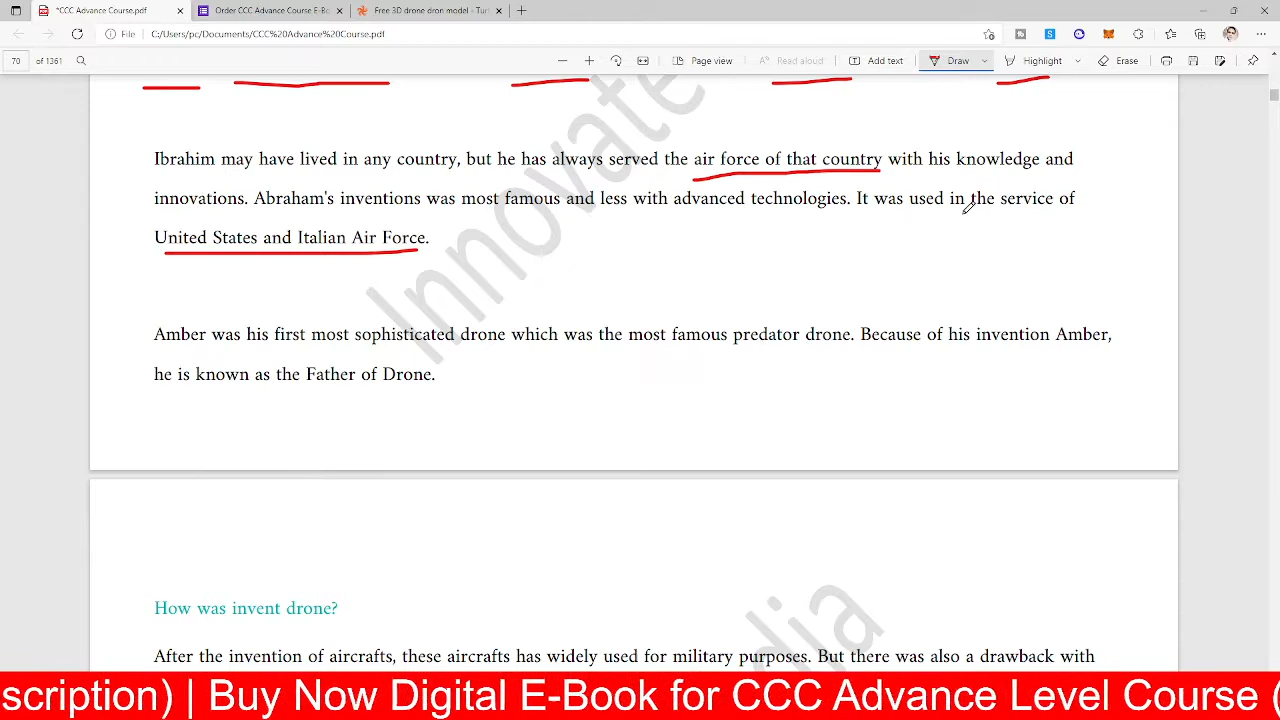 *CCC Advance Course.pdf
Order CCC Advance Course E-Bo
Free 3D drone dron model - Tur
File
C:/Users/pc/Documents/CCC%20Advance%20Course.pdf
70 of 1361
Page view
Read aloud
Add text
Draw
Highlight
Erase
Ibrahim may have lived in any country, but he has always served the air force of that country with his knowledge and
innovations. Abraham's inventions was most famous and less with advanced technologies. It was used in the service of
United States and Italian Air Force.
Amber was his first most sophisticated drone which was the most famous predator drone. Because of his invention Amber,
he is known as the Father of Drone.
Innovate
How was invent drone?
After the invention of aircrafts, these aircrafts has widely used for military purposes. But there was also a drawback with
dia
scription) | Buy Now Digital E-Book for CCC Advance Level Course (